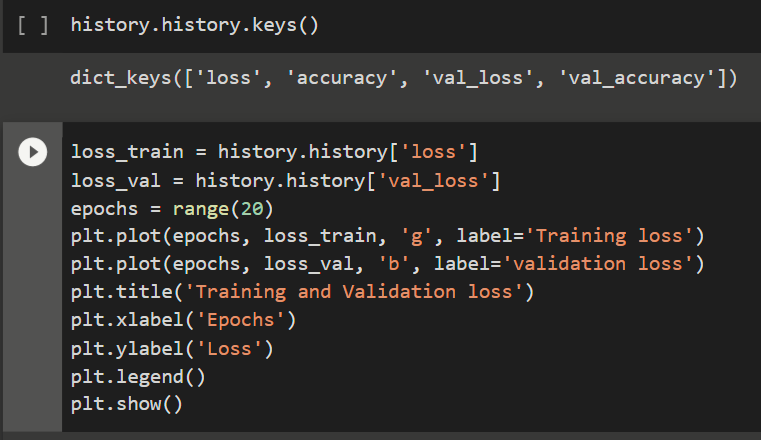 [ ] history.history.keys()
dict_keys(['loss', 'accuracy', 'val_loss', 'val_accuracy'])
loss_train = history.history['loss']
loss_val = history.history['val_loss']
epochs = range(20)
plt.plot(epochs, loss_train, 'g', label='Training loss')
plt.plot(epochs, loss_val, 'b', label='validation loss')
plt.title('Training and Validation loss')
plt.xlabel('Epochs')
plt.ylabel('Loss')
plt.legend()
plt.show()